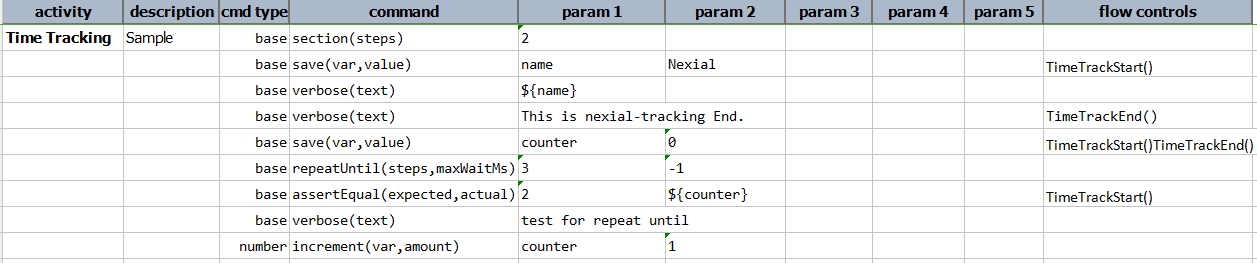 activity description cmd type command param 1 param 2 param 3 param 4 param 5 flow controls
Time Tracking Sample base section(steps) 2
base save(var,value) name Nexial TimeTrackStart()
base verbose(text) ${name}
base verbose(text) This is nexial-tracking End. TimeTrackEnd()
base save(var,value) counter 0 TimeTrackStart()TimeTrackEnd()
base repeatUntil(steps,maxWaitMs) 3 -1
base assertEqual(expected,actual) 2 ${counter} TimeTrackStart()
base verbose(text) test for repeat until
number increment(var,amount) counter 1